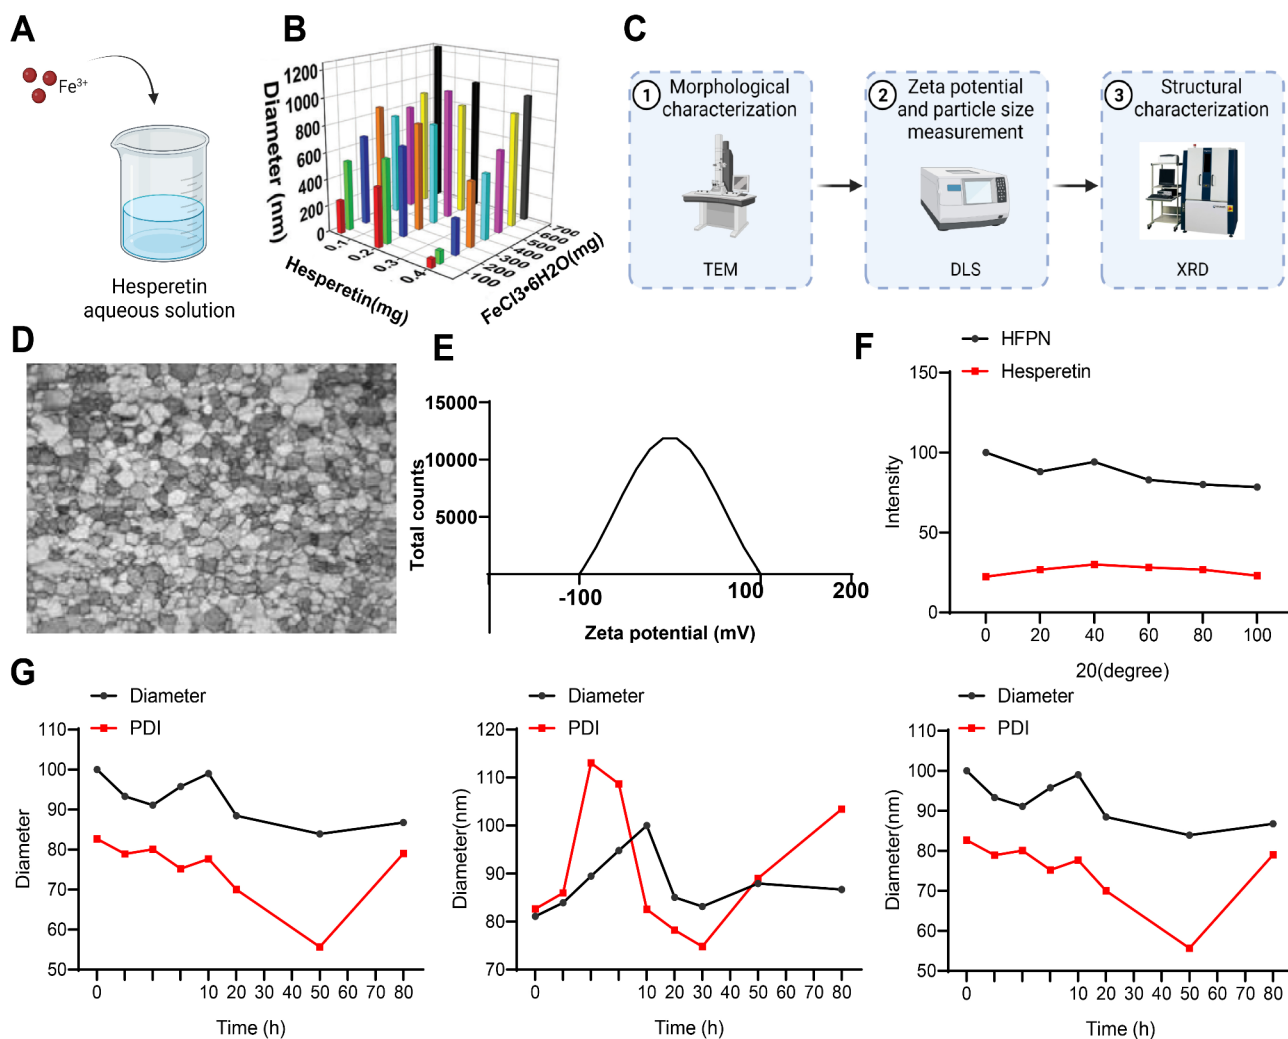 A
Fe³⁺
Hesperetin
aqueous solution
B
Diameter (nm)
1200
1000
800
600
400
200
0
0.1
0.2
0.3
0.4
Hesperetin(mg)
100
200
300
400
500
600
700
FeCl3•6H2O(mg)
C
1
Morphological
characterization
TEM
2
Zeta potential
and particle size
measurement
DLS
3
Structural
characterization
XRD
D
E
Total counts
15000
10000
5000
-100
100
200
Zeta potential (mV)
F
HFPN
Hesperetin
Intensity
150
100
50
0
0 20 40 60 80 100
20(degree)
G
Diameter
PDI
Diameter
110
100
90
80
70
60
50
0 10 20 30 40 50 60 70 80
Time (h)
Diameter
PDI
Diameter(nm)
120
110
100
90
80
70
0 10 20 30 40 50 60 70 80
Time (h)
Diameter
PDI
Diameter(nm)
110
100
90
80
70
60
50
0 10 20 30 40 50 60 70 80
Time (h)